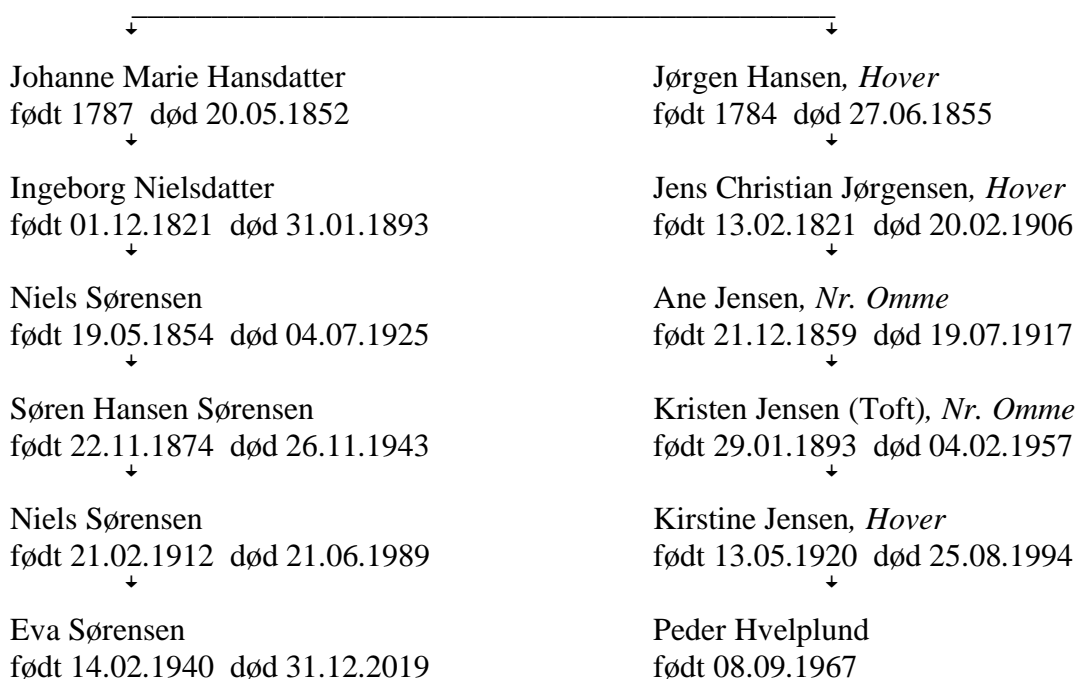 Johanne Marie Hansdatter
født 1787 død 20.05.1852
Jørgen Hansen, Hover
født 1784 død 27.06.1855
Ingeborg Nielsdatter
født 01.12.1821 død 31.01.1893
Jens Christian Jørgensen, Hover
født 13.02.1821 død 20.02.1906
Niels Sørensen
født 19.05.1854 død 04.07.1925
Ane Jensen, Nr. Omme
født 21.12.1859 død 19.07.1917
Søren Hansen Sørensen
født 22.11.1874 død 26.11.1943
Kristen Jensen (Toft), Nr. Omme
født 29.01.1893 død 04.02.1957
Niels Sørensen
født 21.02.1912 død 21.06.1989
Kirstine Jensen, Hover
født 13.05.1920 død 25.08.1994
Eva Sørensen
født 14.02.1940 død 31.12.2019
Peder Hvelplund
født 08.09.1967